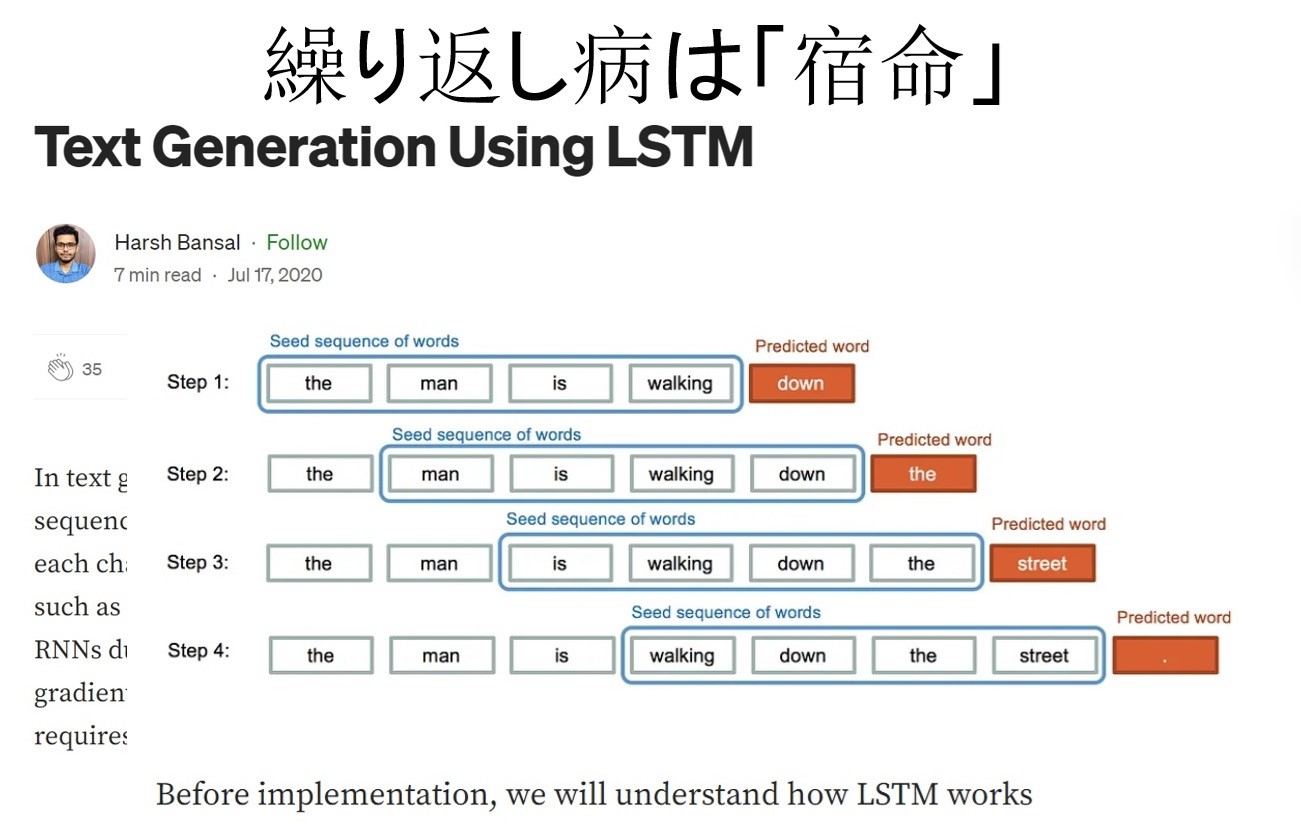 繰り返し病は「宿命」
Text Generation Using LSTM
Harsh Bansal · Follow
7 min read · Jul 17, 2020
35
Seed sequence of words
Predicted word
Step 1: the man is walking down
Seed sequence of words
Predicted word
Step 2: the man is walking down the
Seed sequence of words
Predicted word
Step 3: the man is walking down the street
Seed sequence of words
Predicted word
Step 4: the man is walking down the street .
In text g
sequenc
each cha
such as
RNNs du
gradien
requires
Before implementation, we will understand how LSTM works